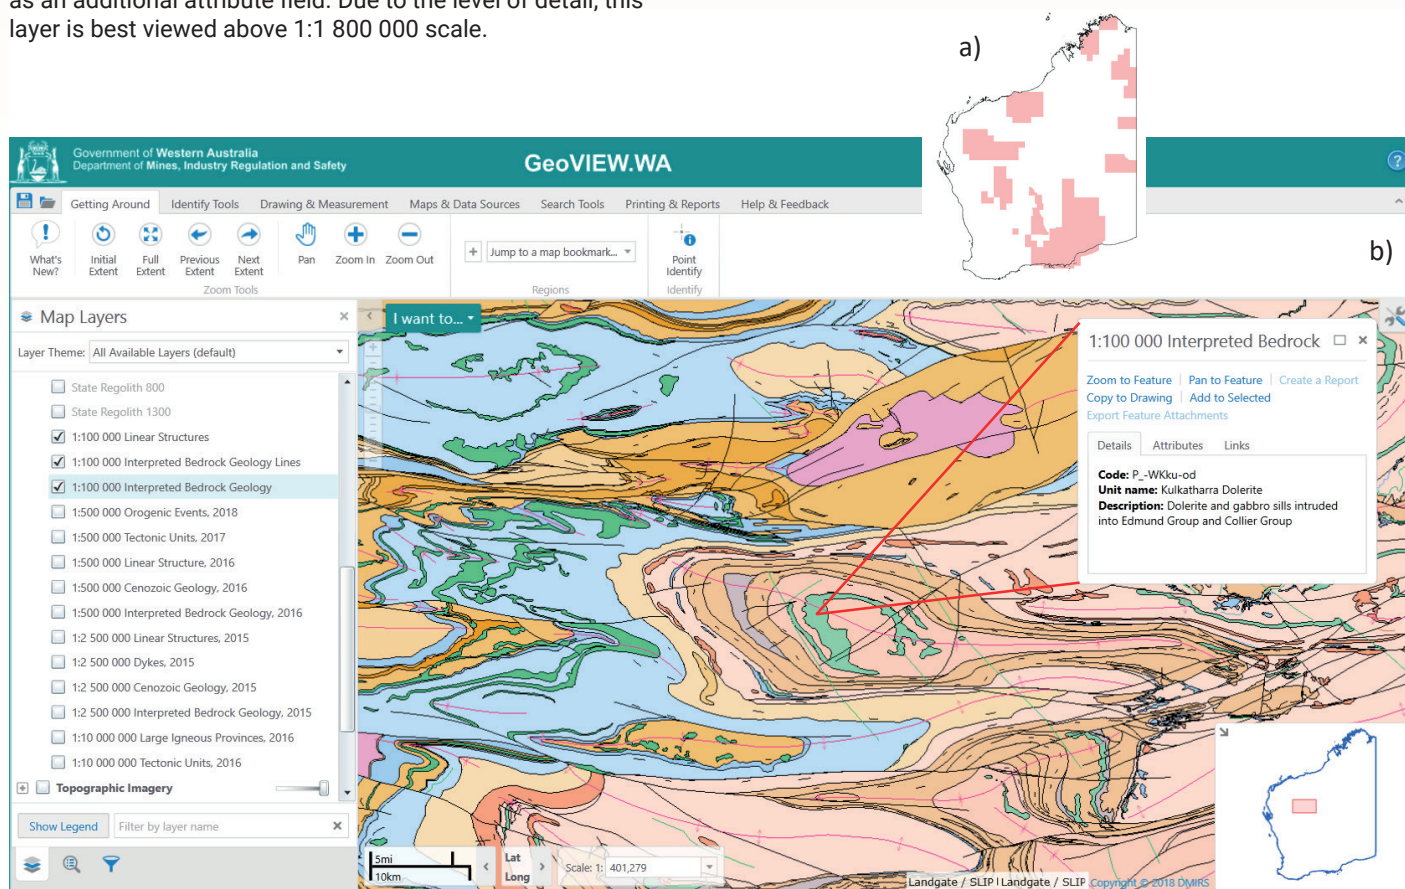 as an additional attribute field. Due to the level of detail, this
layer is best viewed above 1:1 800 000 scale.
a)
Government of Western Australia
Department of Mines, Industry Regulation and Safety
GeoVIEW.WA
?
Getting Around
Identify Tools
Drawing & Measurement
Maps & Data Sources
Search Tools
Printing & Reports
Help & Feedback
b)
What's
New?
Initial
Extent
Full
Extent
Previous
Extent
Next
Extent
Pan
Zoom In
Zoom Out
Zoom Tools
Jump to a map bookmark...
Regions
Point
Identify
Identify
Map Layers
I want to...
Layer Theme: All Available Layers (default)
State Regolith 800
State Regolith 1300
1:100 000 Linear Structures
1:100 000 Interpreted Bedrock Geology Lines
1:100 000 Interpreted Bedrock Geology
1:500 000 Orogenic Events, 2018
1:500 000 Tectonic Units, 2017
1:500 000 Linear Structure, 2016
1:500 000 Cenozoic Geology, 2016
1:500 000 Interpreted Bedrock Geology, 2016
1:2 500 000 Linear Structures, 2015
1:2 500 000 Dykes, 2015
1:2 500 000 Cenozoic Geology, 2015
1:2 500 000 Interpreted Bedrock Geology, 2015
1:10 000 000 Large Igneous Provinces, 2016
1:10 000 000 Tectonic Units, 2016
Topographic Imagery
Show Legend
Filter by layer name
1:100 000 Interpreted Bedrock
Zoom to Feature | Pan to Feature | Create a Report
Copy to Drawing | Add to Selected
Export Feature Attachments
Details
Attributes
Links
Code: P_-WKku-od
Unit name: Kulkatharra Dolerite
Description: Dolerite and gabbro sills intruded
into Edmund Group and Collier Group
5mi
10km
Lat
Long
Scale: 1: 401,279
Landgate / SLIP | Landgate / SLIP Copyright © 2018 DMIRS